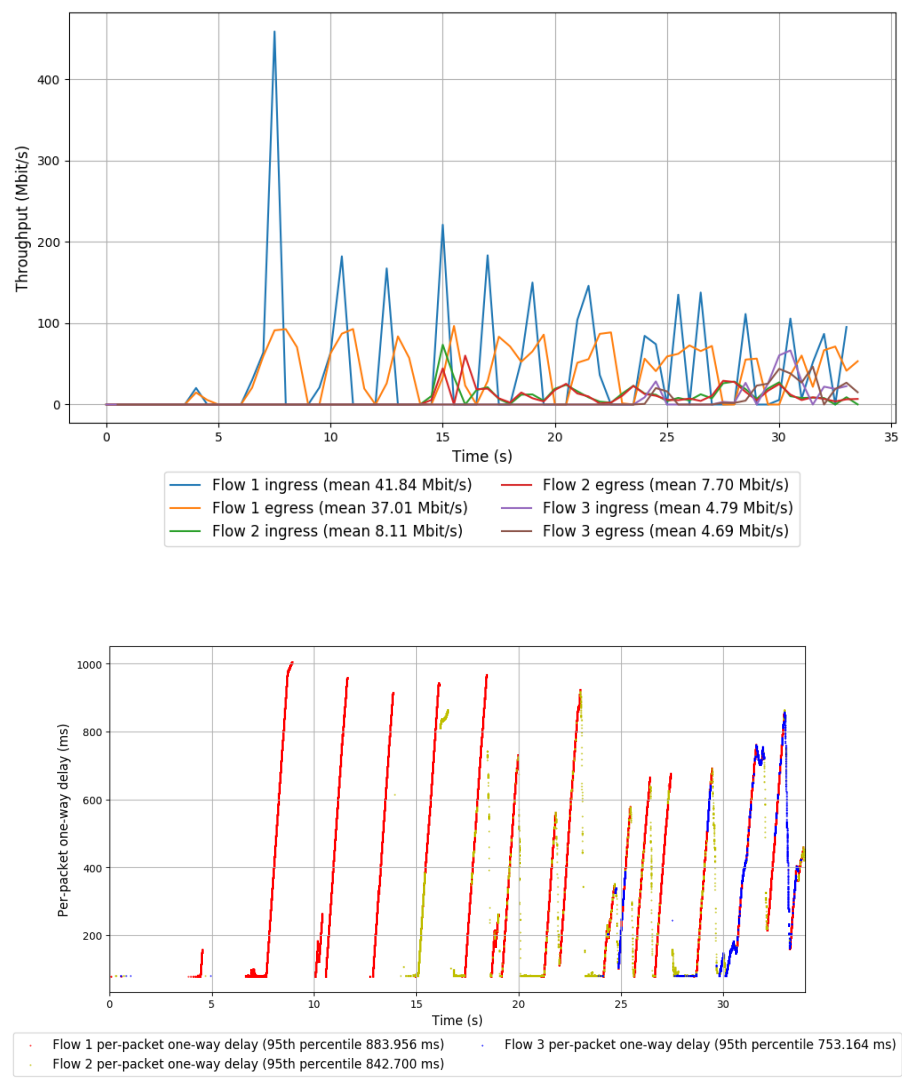 400
300
200
100
0
Throughput (Mbit/s)
0 5 10 15 20 25 30 35
Time (s)
Flow 1 ingress (mean 41.84 Mbit/s) Flow 2 egress (mean 7.70 Mbit/s)
Flow 1 egress (mean 37.01 Mbit/s) Flow 3 ingress (mean 4.79 Mbit/s)
Flow 2 ingress (mean 8.11 Mbit/s) Flow 3 egress (mean 4.69 Mbit/s)
1000
800
600
400
200
Per-packet one-way delay (ms)
0 5 10 15 20 25 30
Time (s)
Flow 1 per-packet one-way delay (95th percentile 883.956 ms) Flow 3 per-packet one-way delay (95th percentile 753.164 ms)
Flow 2 per-packet one-way delay (95th percentile 842.700 ms)